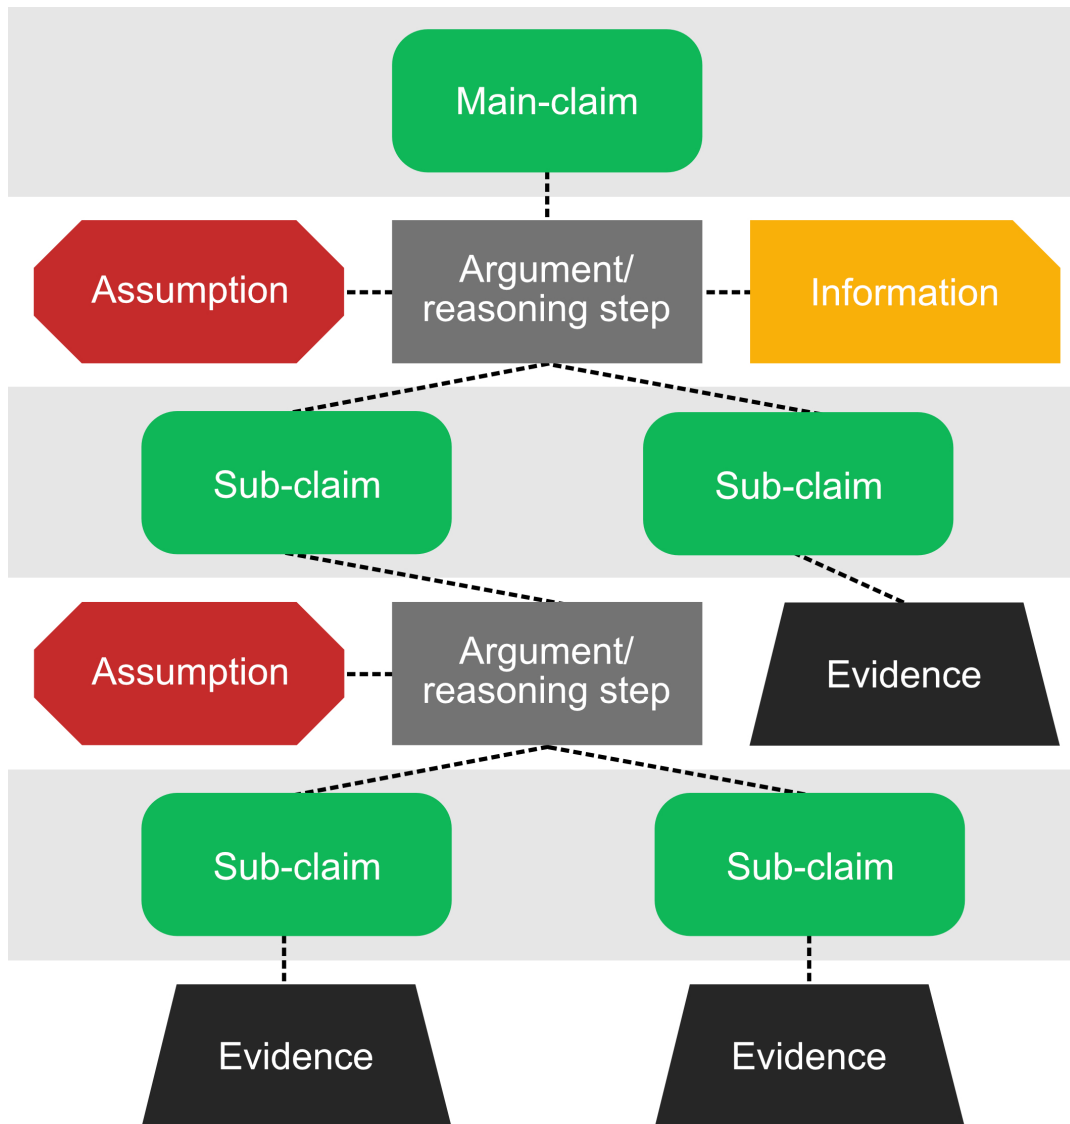 Main-claim
Assumption
Argument/
reasoning step
Information
Sub-claim
Sub-claim
Assumption
Argument/
reasoning step
Evidence
Sub-claim
Sub-claim
Evidence
Evidence